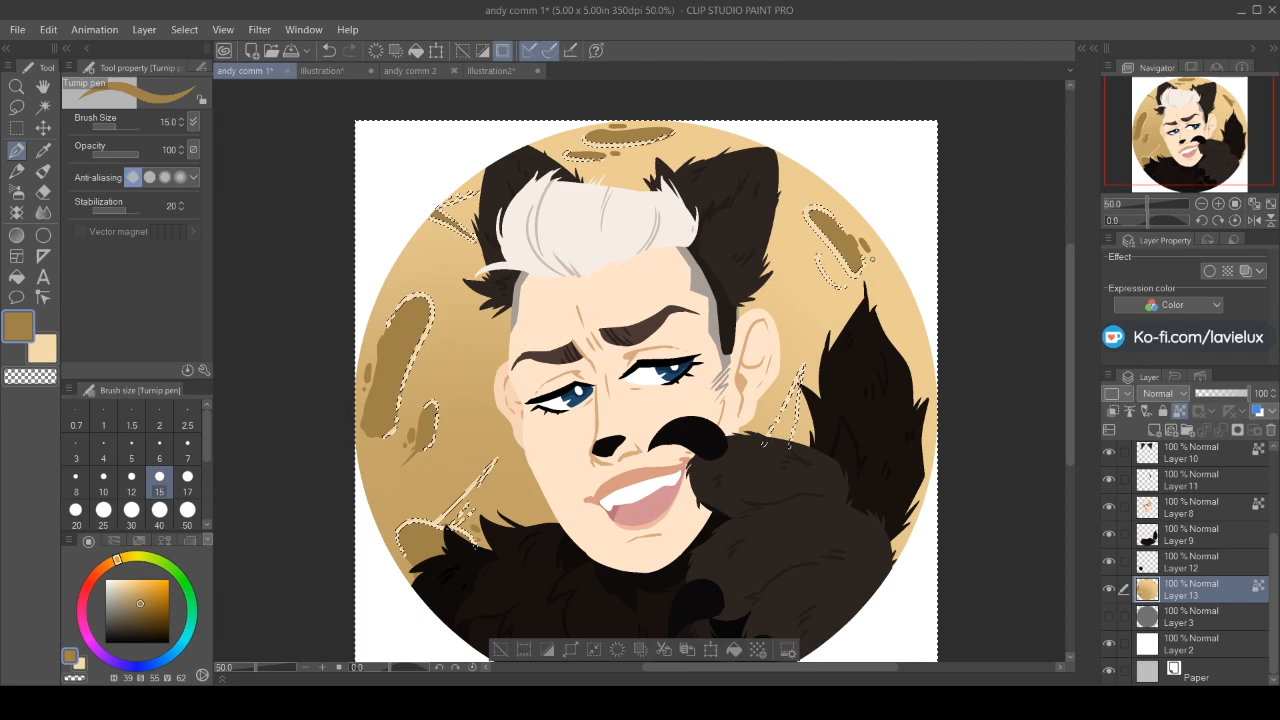 andy comm 1* (5.00 x 5.00in 350dpi 50.0%) - CLIP STUDIO PAINT PRO
File Edit Animation Layer Select View Filter Window Help
Tool
Tool property [Turnip p
andy comm 1* Illustration* andy comm 2 Illustration2*
Navigator
Turnip pen
Brush Size 15.0
Opacity 100
Anti-aliasing
Stabilization 20
Vector magnet
50.0
0.0
Layer Property
Effect
Expression color
Color
Ko-fi.com/lavielux
Layer
Normal 100
Brush size [Turnip pen]
0.7 1 1.5 2 2.5
3 4 5 6 7
8 10 12 15 17
20 25 30 40 50
100 % Normal
Layer 10
100 % Normal
Layer 11
100 % Normal
Layer 8
100 % Normal
Layer 9
100 % Normal
Layer 12
100 % Normal
Layer 13
100 % Normal
Layer 3
100 % Normal
Layer 2
Paper
50.0 0.0
H 39 S 55 V 62